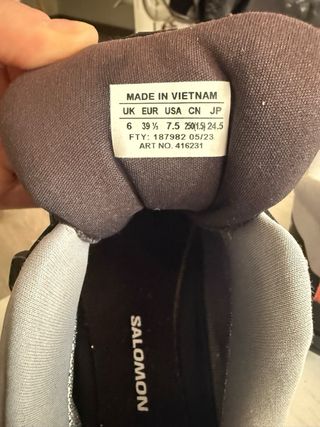 MADE IN VIETNAM
UK EUR USA CN JP
6 39 ⅓ 7.5 250(1.5) 24.5
FTY: 187982 05/23
ART NO. 416231
SALOMON